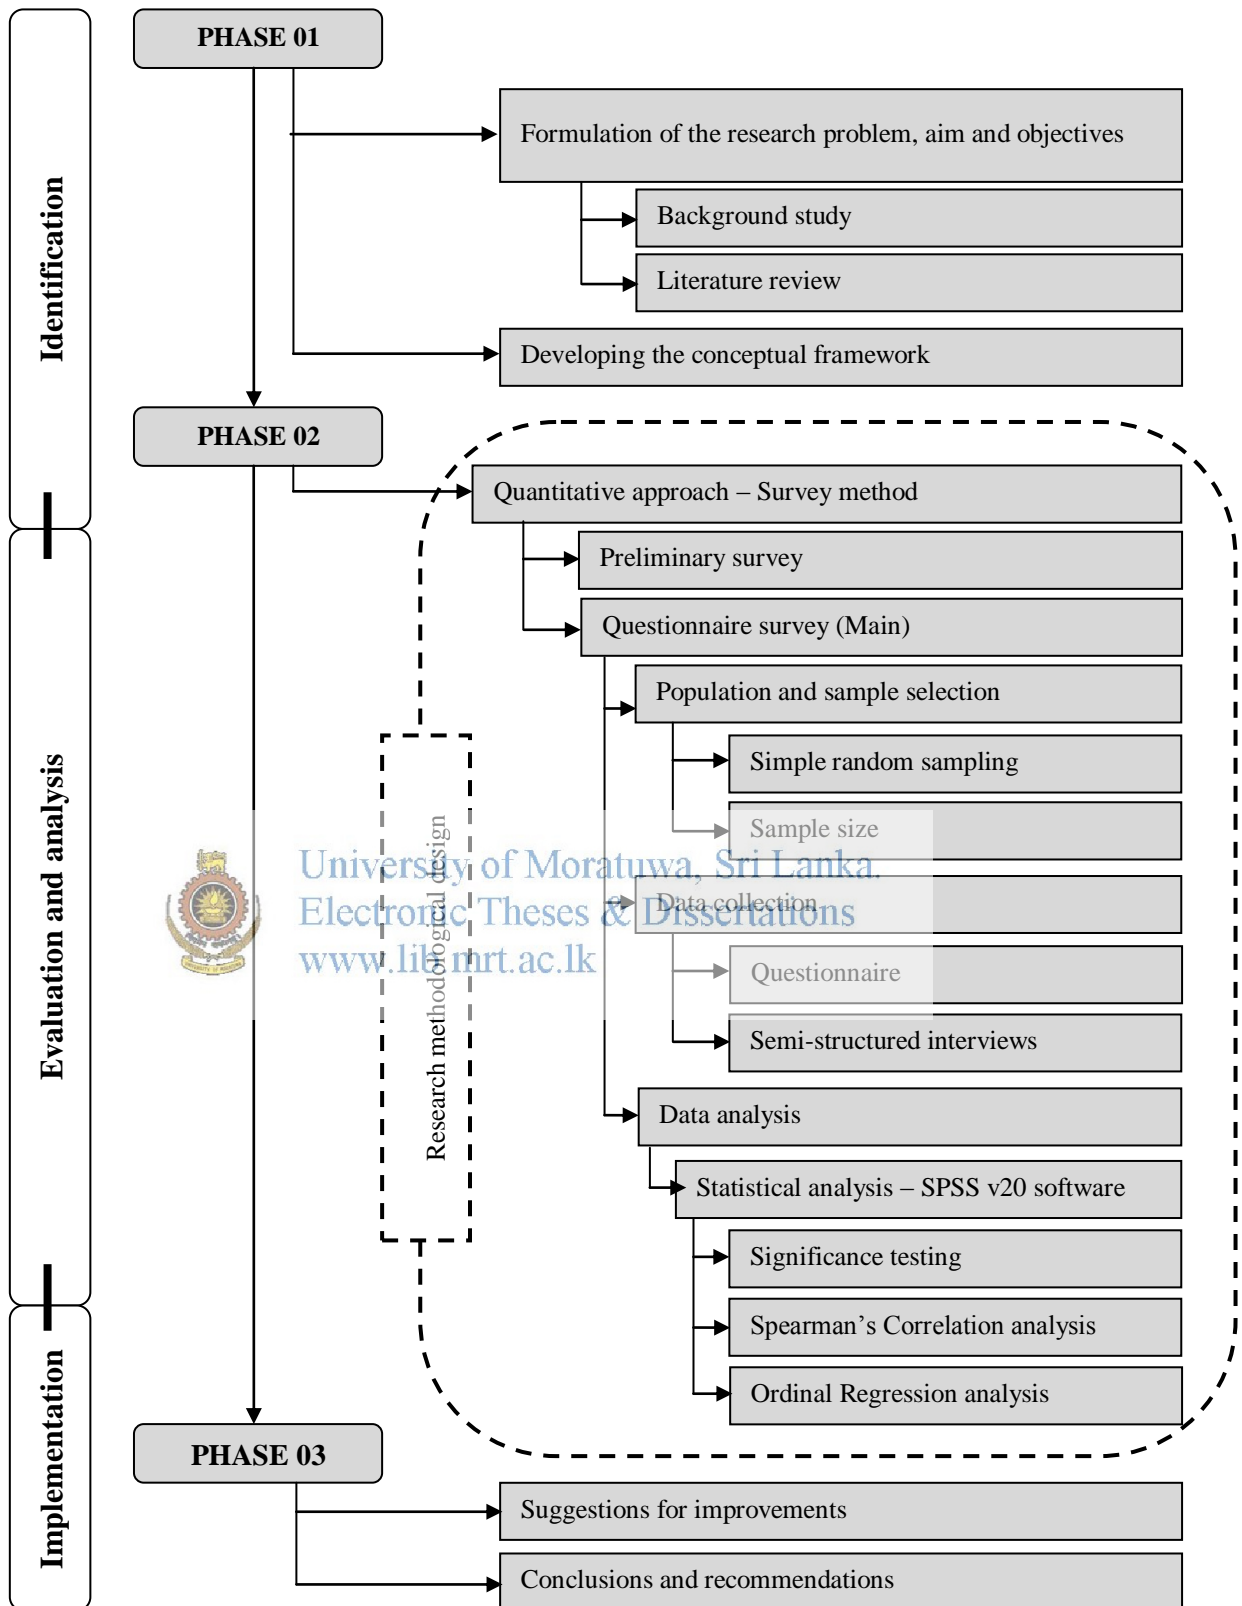 PHASE 01
Formulation of the research problem, aim and objectives
Background study
Literature review
Developing the conceptual framework
Identification
PHASE 02
Quantitative approach – Survey method
Preliminary survey
Questionnaire survey (Main)
Population and sample selection
Simple random sampling
Sample size
Data collection
Questionnaire
Semi-structured interviews
Data analysis
Statistical analysis – SPSS v20 software
Significance testing
Spearman’s Correlation analysis
Ordinal Regression analysis
Research methodological design
Evaluation and analysis
University of Moratuwa, Sri Lanka.
Electronic Theses & Dissertations
www.lib.mrt.ac.lk
PHASE 03
Suggestions for improvements
Conclusions and recommendations
Implementation